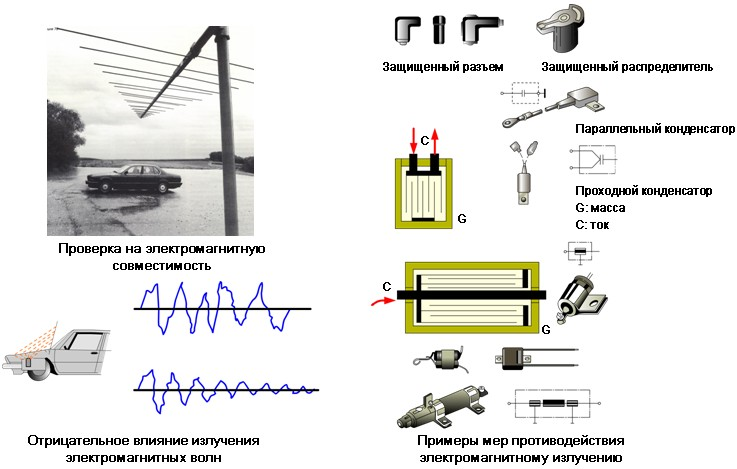 Защищенный разъем
Защищенный распределитель
Параллельный конденсатор
C
G
Проходной конденсатор
G: масса
C: ток
Проверка на электромагнитную
совместимость
C
G
Отрицательное влияние излучения
электромагнитных волн
Примеры мер противодействия
электромагнитному излучению